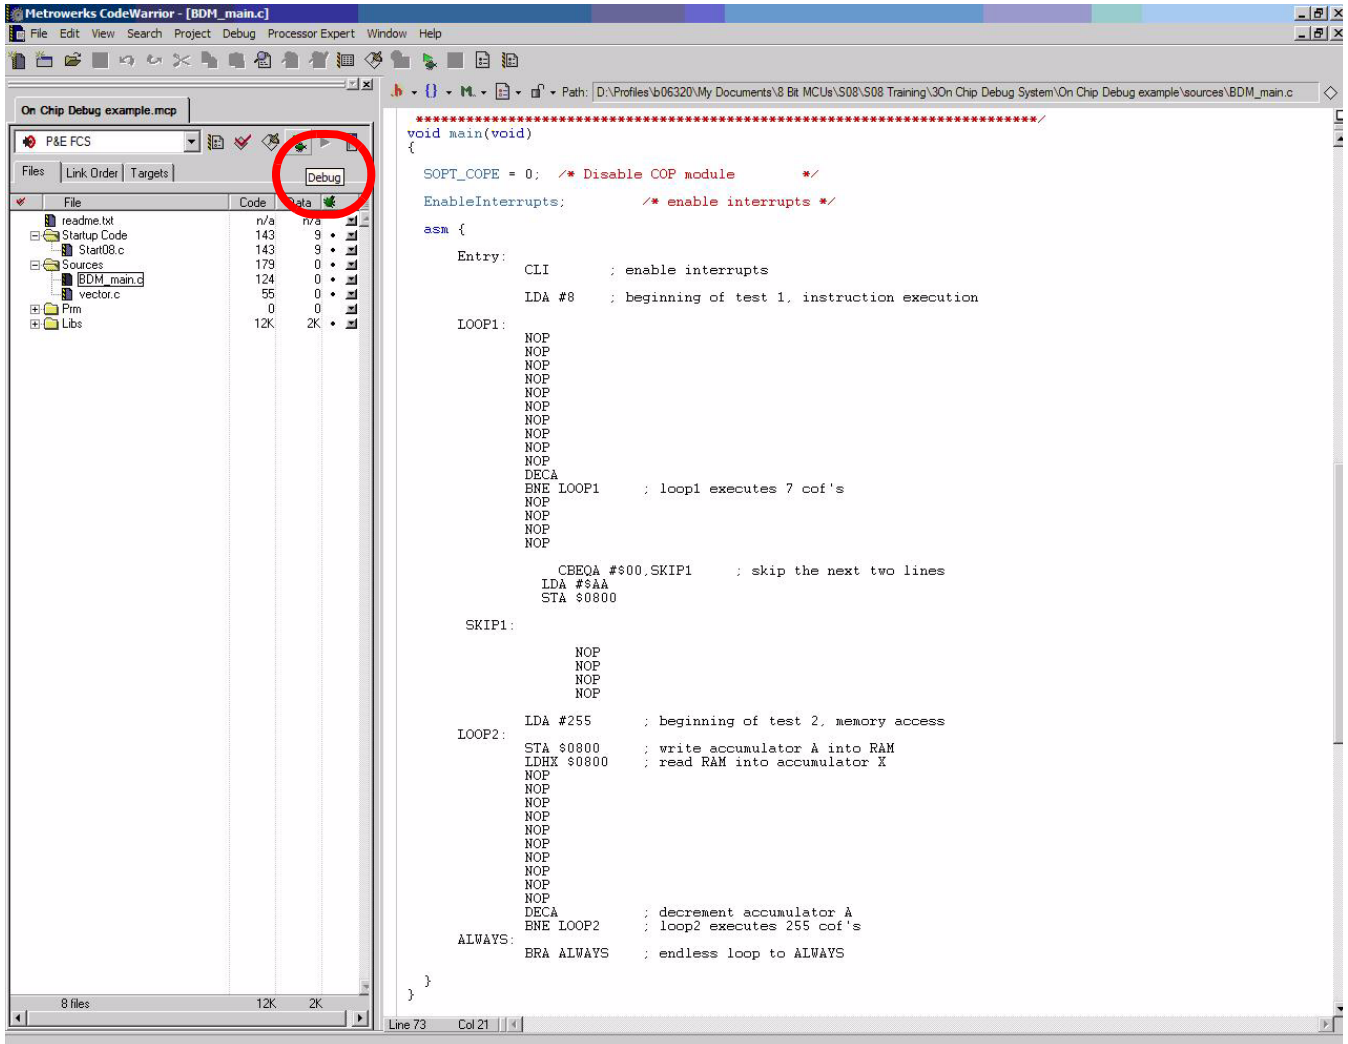 Metrowerks CodeWarrior - [BDM_main.c]
File Edit View Search Project Debug Processor Expert Window Help
Path: D:\Profiles\b06320\My Documents\8 Bit MCUs\S08\S08 Training\3On Chip Debug System\On Chip Debug example\sources\BDM_main.c
On Chip Debug example.mcp
P&E FCS
Files Link Order Targets
Debug
File Code Data
readme.txt n/a n/a
Startup Code 143 9
Start08.c 143 9
Sources 179 0
BDM_main.c 124 0
vector.c 55 0
Prm 0 0
Libs 12K 2K
8 files 12K 2K
***************************************************************************/
void main(void)
{
SOPT_COPE = 0; /* Disable COP module */
EnableInterrupts; /* enable interrupts */
asm {
Entry:
CLI ; enable interrupts
LDA #8 ; beginning of test 1, instruction execution
LOOP1:
NOP
NOP
NOP
NOP
NOP
NOP
NOP
NOP
NOP
NOP
DECA
BNE LOOP1 ; loop1 executes 7 cof's
NOP
NOP
NOP
NOP
CBEQA #$00,SKIP1 ; skip the next two lines
LDA #$AA
STA $0800
SKIP1:
NOP
NOP
NOP
NOP
LDA #255 ; beginning of test 2, memory access
LOOP2:
STA $0800 ; write accumulator A into RAM
LDHX $0800 ; read RAM into accumulator X
NOP
NOP
NOP
NOP
NOP
NOP
NOP
NOP
NOP
NOP
DECA ; decrement accumulator A
BNE LOOP2 ; loop2 executes 255 cof's
ALWAYS:
BRA ALWAYS ; endless loop to ALWAYS
}
}
Line 73 Col 21